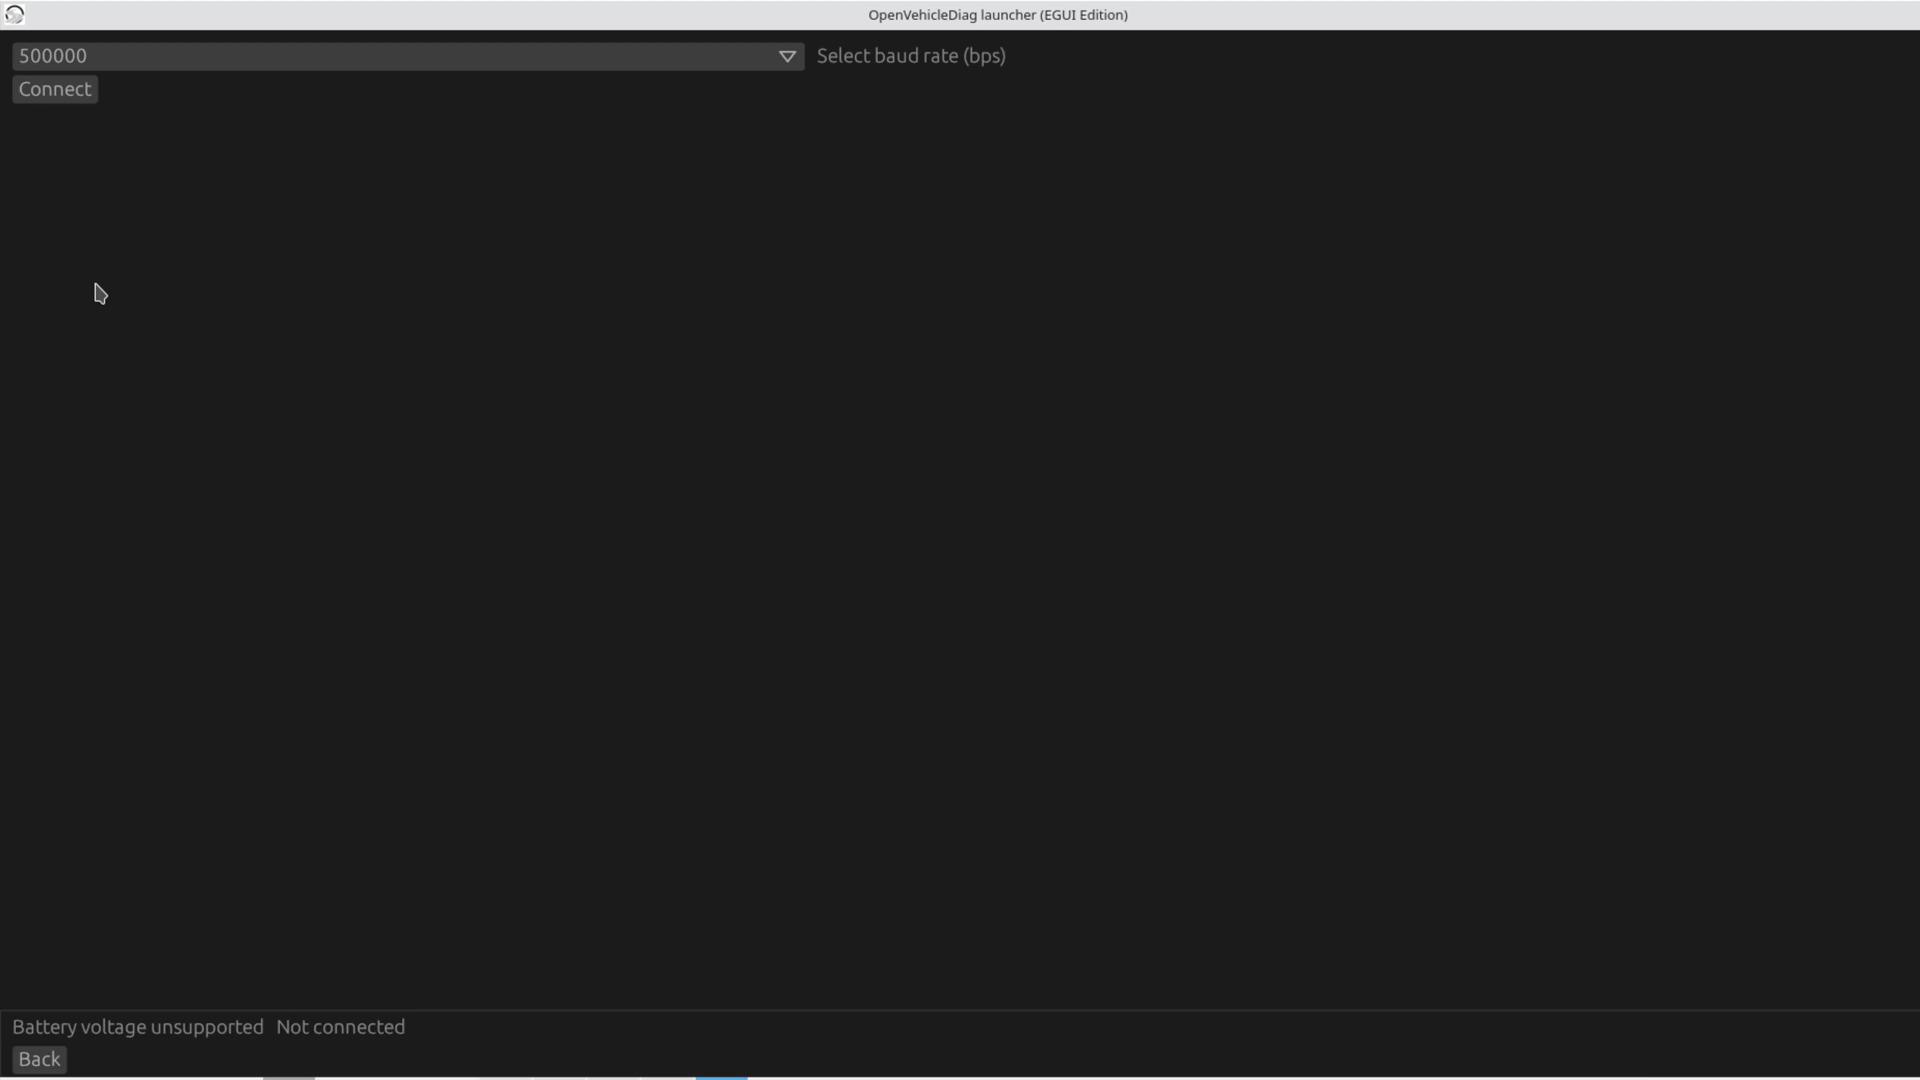 OpenVehicleDiag launcher (EGUI Edition)
500000 Select baud rate (bps)
Connect
Battery voltage unsupported Not connected
Back